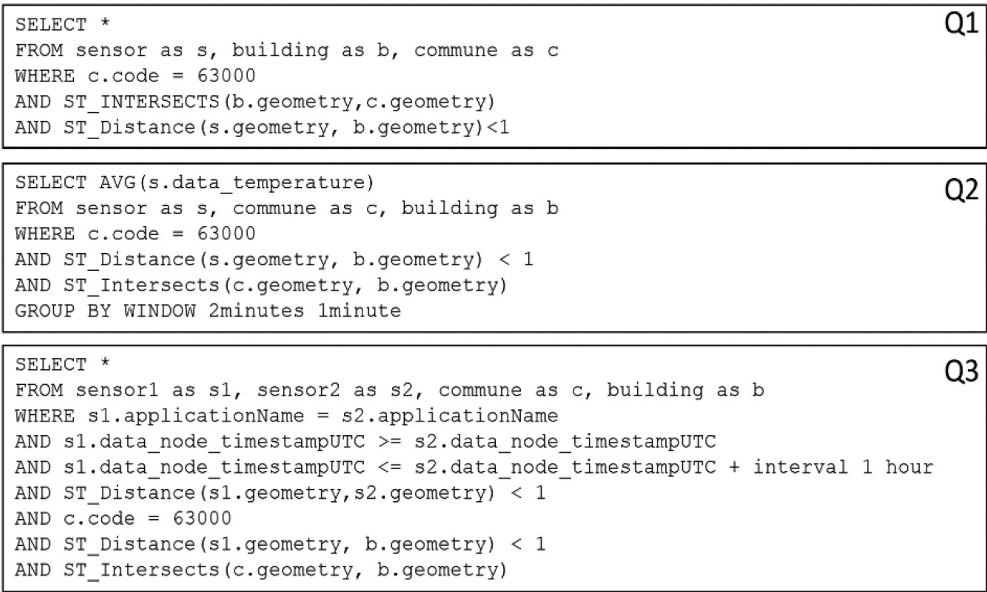 SELECT *
FROM sensor as s, building as b, commune as c
WHERE c.code = 63000
AND ST_INTERSECTS(b.geometry,c.geometry)
AND ST_Distance(s.geometry, b.geometry)<1
Q1
SELECT AVG(s.data_temperature)
FROM sensor as s, commune as c, building as b
WHERE c.code = 63000
AND ST_Distance(s.geometry, b.geometry) < 1
AND ST_Intersects(c.geometry, b.geometry)
GROUP BY WINDOW 2minutes 1minute
Q2
SELECT *
FROM sensor1 as s1, sensor2 as s2, commune as c, building as b
WHERE s1.applicationName = s2.applicationName
AND s1.data_node_timestampUTC >= s2.data_node_timestampUTC
AND s1.data_node_timestampUTC <= s2.data_node_timestampUTC + interval 1 hour
AND ST_Distance(s1.geometry,s2.geometry) < 1
AND c.code = 63000
AND ST_Distance(s1.geometry, b.geometry) < 1
AND ST_Intersects(c.geometry, b.geometry)
Q3